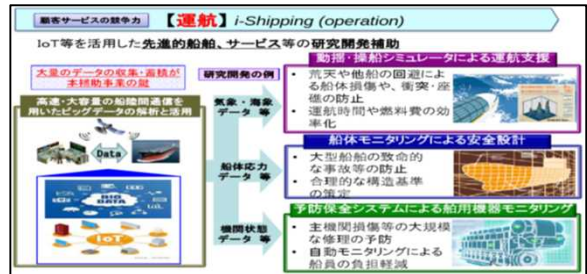 顧客サービスの競争力
【運航】 i-Shipping (operation)
IoT等を活用した先進的船舶、サービス等の研究開発補助
大量のデータの収集・蓄積が
本補助事業の鍵
高速・大容量の船陸間通信を
用いたビッグデータの解析と活用
Data
BIG
DATA
IoT
研究開発の例
気象・海象
データ 等
船体応力
データ 等
機関状態
データ 等
動揺・操船シミュレータによる運航支援
• 荒天や他船の回避によ
る船体損傷や、衝突・座
礁の防止
• 運航時間や燃料費の効
率化
船体モニタリングによる安全設計
• 大型船舶の致命的
な事故等の防止
• 合理的な構造基準
の策定
予防保全システムによる舶用機器モニタリング
• 主機関損傷等の大規模
な修理の予防
• 自動モニタリングによる
船員の負担軽減